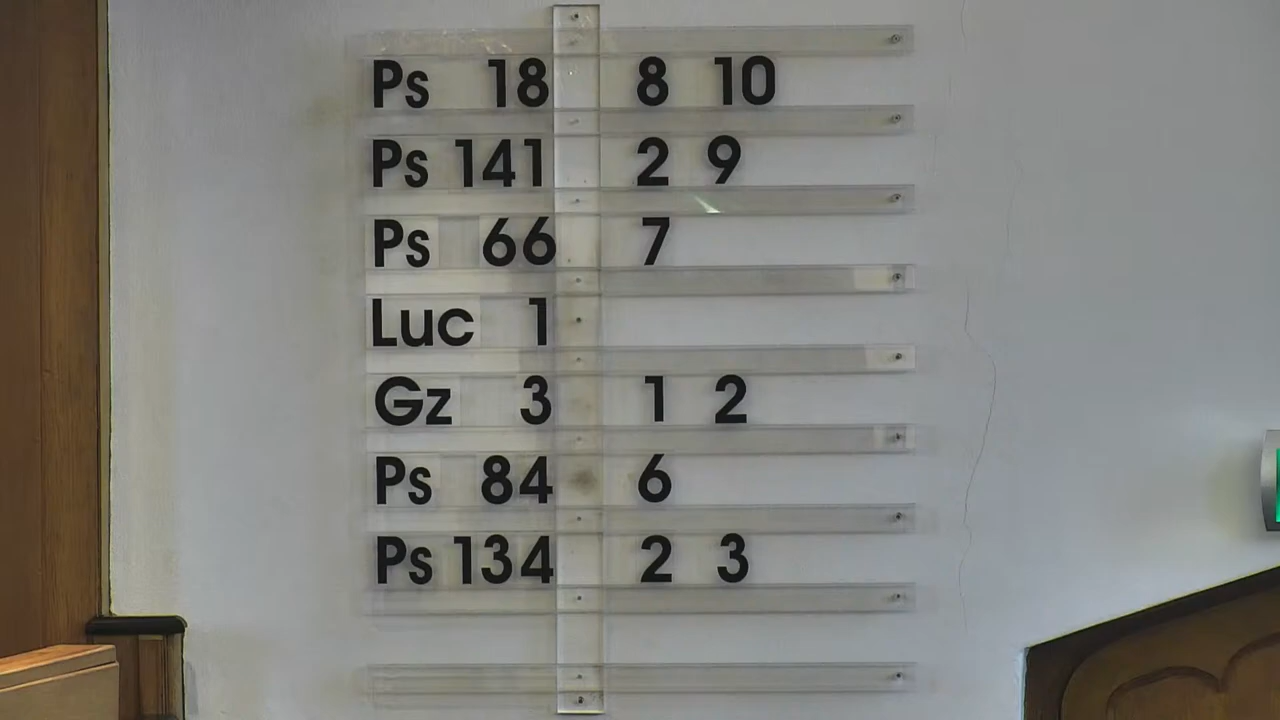 Ps 18 8 10
Ps 141 2 9
Ps 66 7
Luc 1
Gz 3 1 2
Ps 84 6
Ps 134 2 3